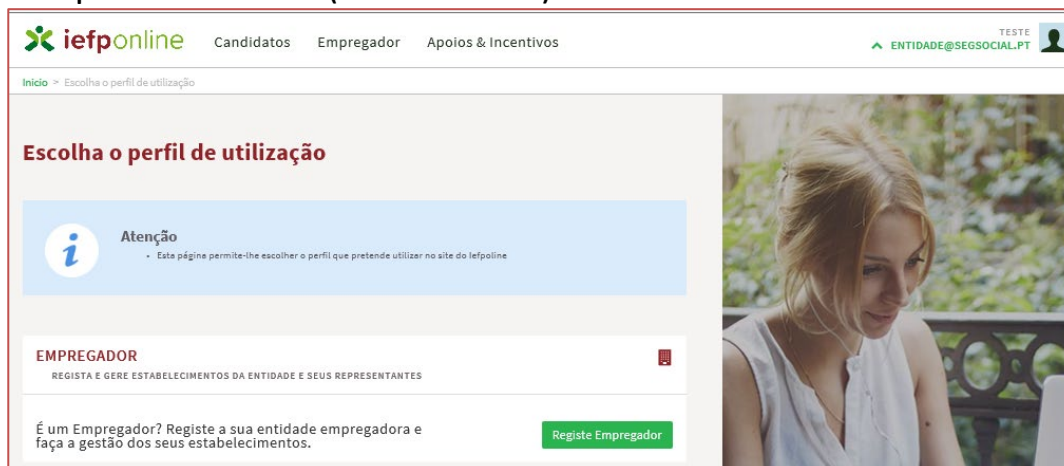 iefponline
Candidatos Empregador Apoios & Incentivos
TESTE
ENTIDADE@SEGSOCIAL.PT
Inicio > Escolha o perfil de utilização
Escolha o perfil de utilização
Atenção
• Esta página permite-lhe escolher o perfil que pretende utilizar no site do Iefpoline
EMPREGADOR
REGISTA E GERE ESTABELECIMENTOS DA ENTIDADE E SEUS REPRESENTANTES
É um Empregador? Registe a sua entidade empregadora e
faça a gestão dos seus estabelecimentos.
Registe Empregador